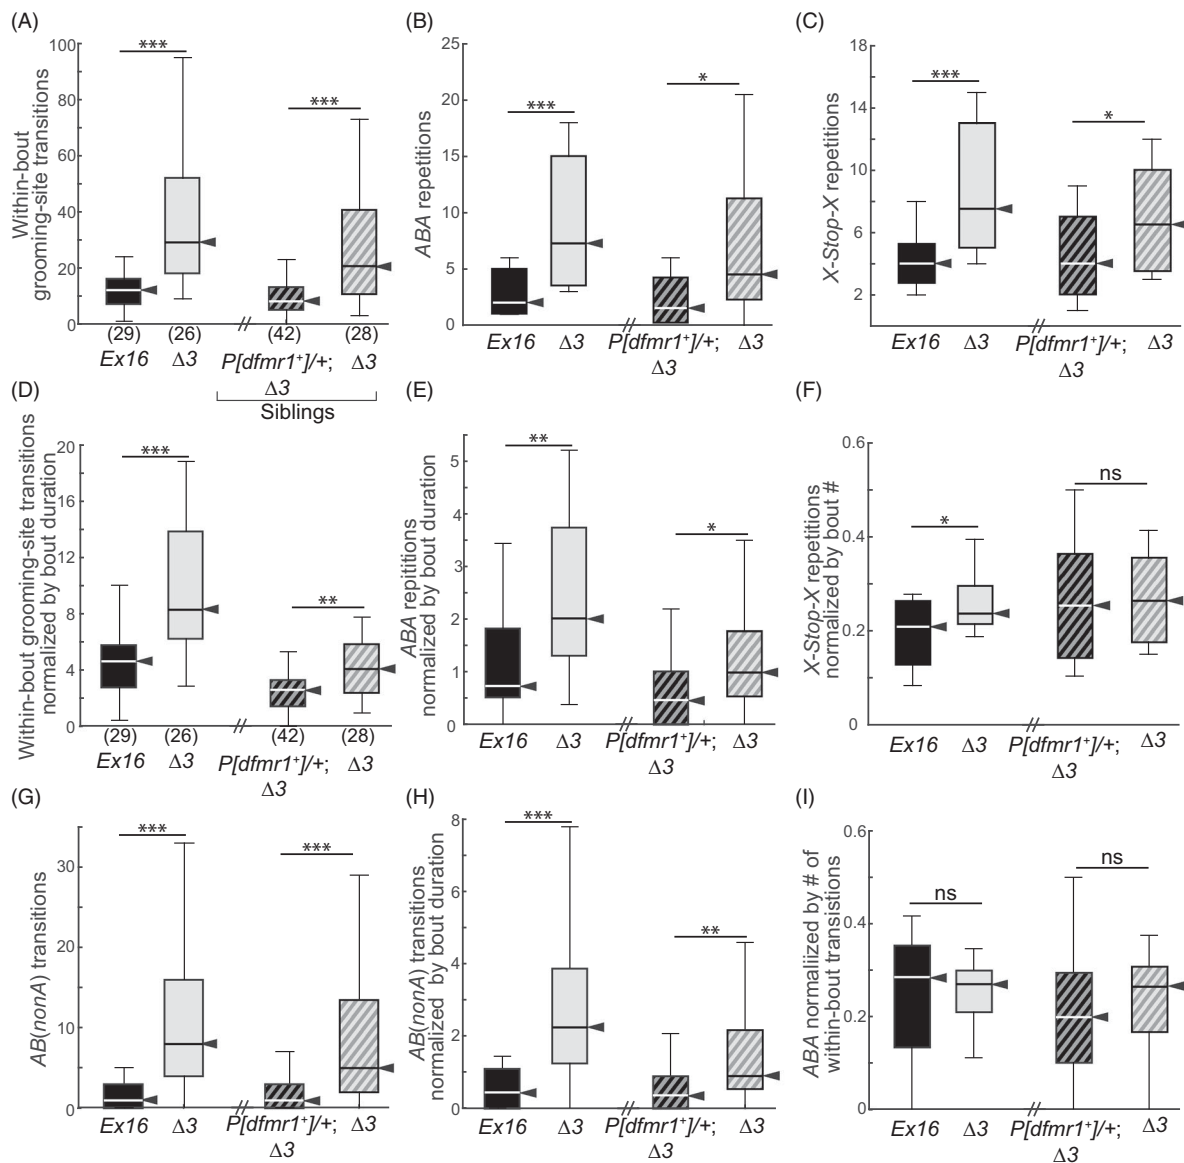 (A)
Within-bout
grooming-site transitions
100
80
60
40
20
0
***
***
(29)
(26)
(42)
(28)
Ex16
Δ3
P[dfmr1+]/+;
Δ3
Δ3
Siblings
(B)
ABA repetitions
25
20
15
10
5
0
***
*
Ex16
Δ3
P[dfmr1+]/+;
Δ3
Δ3
(C)
X-Stop-X repetitions
18
14
10
6
2
***
*
Ex16
Δ3
P[dfmr1+]/+;
Δ3
Δ3
(D)
Within-bout grooming-site transitions
normalized by bout duration
20
16
12
8
4
0
***
**
(29)
(26)
(42)
(28)
Ex16
Δ3
P[dfmr1+]/+;
Δ3
Δ3
(E)
ABA repititions
normalized by bout duration
5
4
3
2
1
0
**
*
Ex16
Δ3
P[dfmr1+]/+;
Δ3
Δ3
(F)
X-Stop-X repetitions
normalized by bout #
0.6
0.4
0.2
0
*
ns
Ex16
Δ3
P[dfmr1+]/+;
Δ3
Δ3
(G)
AB(nonA) transitions
30
20
10
0
***
***
Ex16
Δ3
P[dfmr1+]/+;
Δ3
Δ3
(H)
AB(nonA) transitions
normalized by bout duration
8
6
4
2
0
***
**
Ex16
Δ3
P[dfmr1+]/+;
Δ3
Δ3
(I)
ABA normaliized by # of
within-bout transistions
0.6
0.4
0.2
0
ns
ns
Ex16
Δ3
P[dfmr1+]/+;
Δ3
Δ3